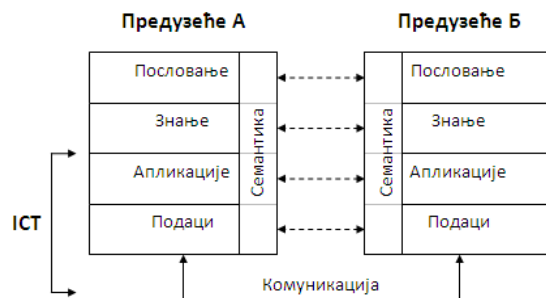 Предузеће А
Предузеће Б
Пословање
Знање
Апликације
Подаци
Семантика
Семантика
Пословање
Знање
Апликације
Подаци
ICT
Комуникација